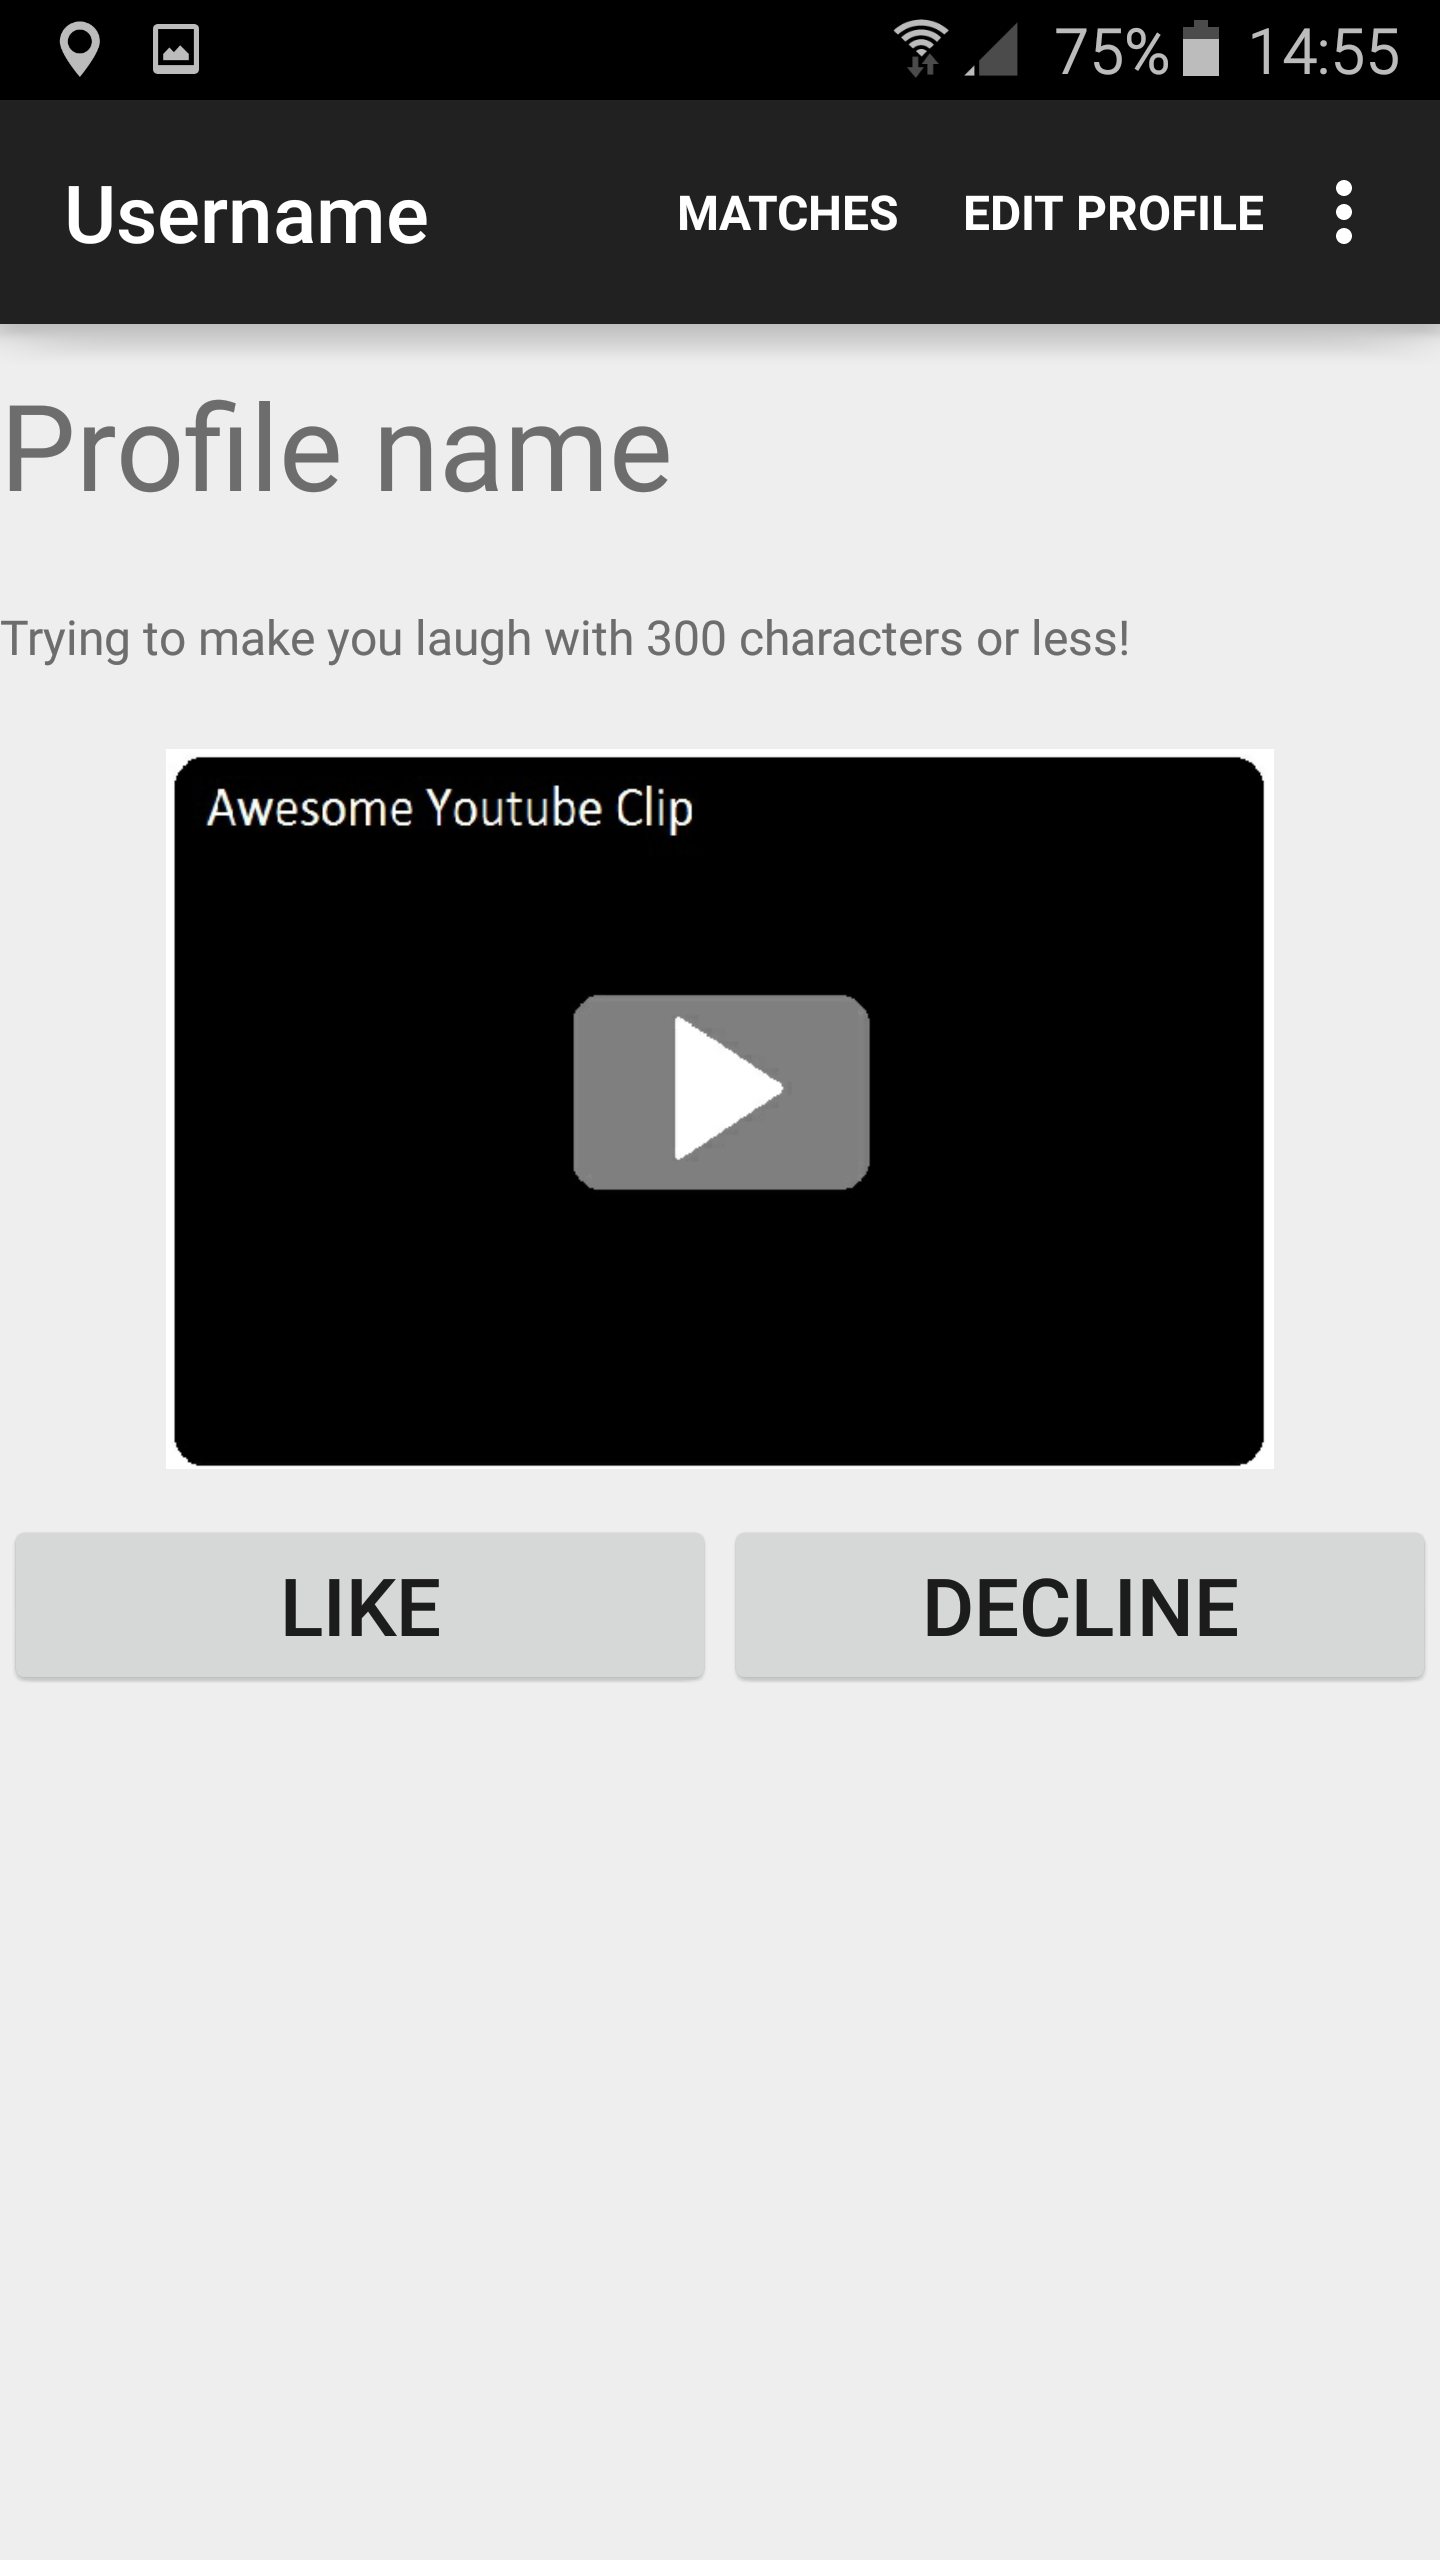 75% 14:55
Username MATCHES EDIT PROFILE
Profile name
Trying to make you laugh with 300 characters or less!
Awesome Youtube Clip
LIKE DECLINE